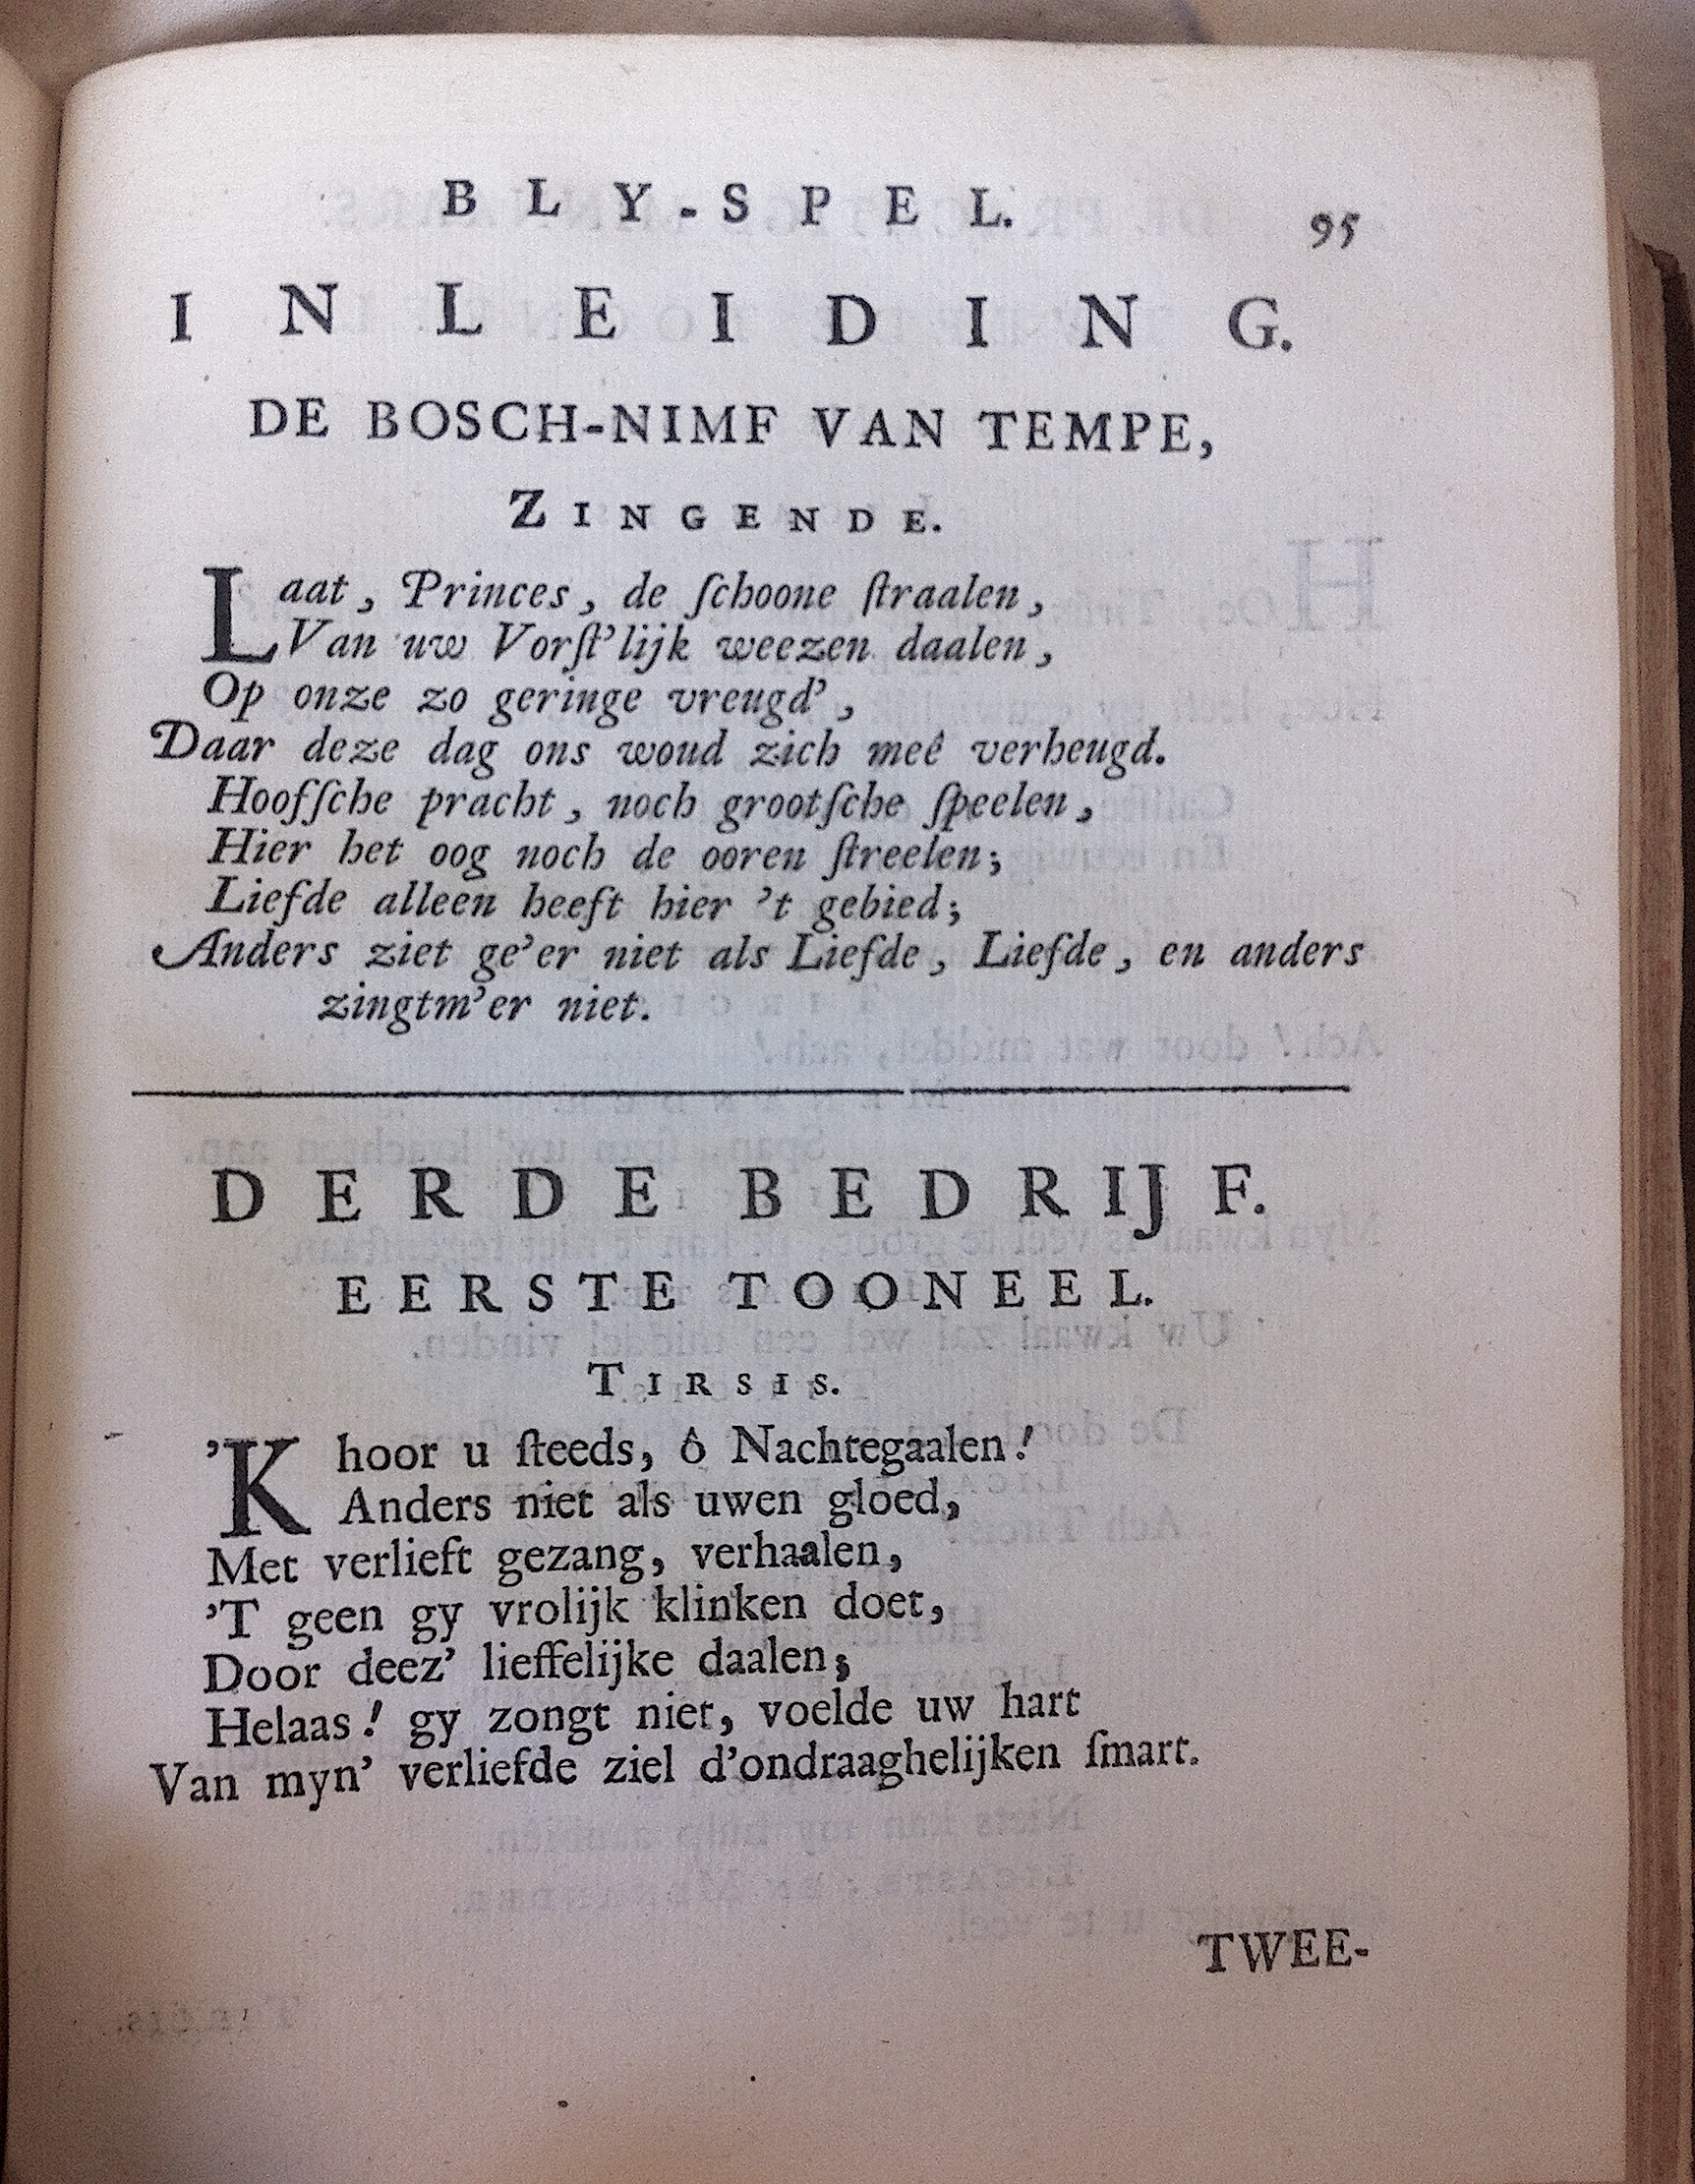 BLY-SPEL. 95
INLEIDING.
DE BOSCH-NIMF VAN TEMPE,
ZINGENDE.
Laat, Princes, de ſchoone ſtraalen,
Van uw Vorſt’lijk weezen daalen,
Op onze zo geringe vreugd’,
Daar deze dag ons woud zich meê verheugd.
Hoofſche pracht, noch grootſche ſpeelen,
Hier het oog noch de ooren ſtreelen;
Liefde alleen heeft hier ’t gebied;
Anders ziet ge’er niet als Liefde, Liefde, en anders
zingtm’er niet.
DERDE BEDRIJF.
EERSTE TOONEEL.
TIRSIS.
’K hoor u ſteeds, ô Nachtegaalen!
Anders niet als uwen gloed,
Met verlieft gezang, verhaalen,
’T geen gy vrolijk klinken doet,
Door deez’ lieffelijke daalen;
Helaas! gy zongt niet, voelde uw hart
Van myn’ verliefde ziel d’ondraaghelijken ſmart.
TWEE-